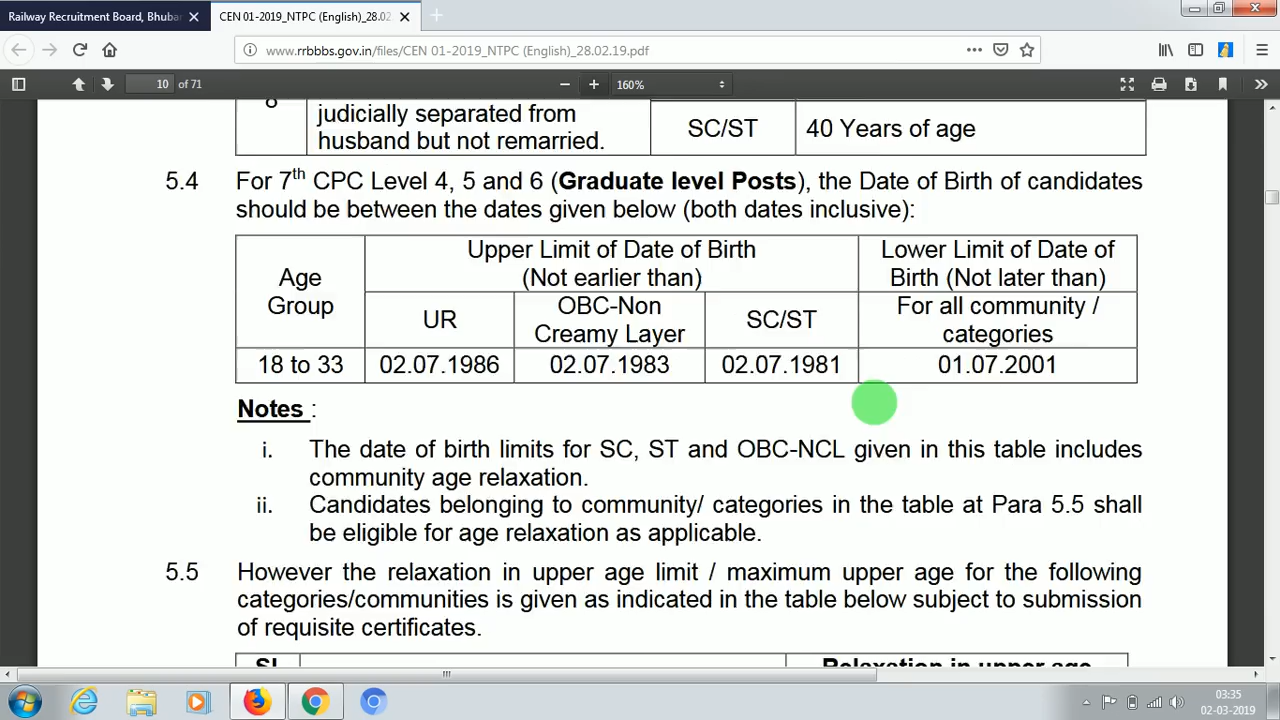 Railway Recruitment Board, Bhuba
CEN 01-2019_NTPC (English)_28.02
www.rrbbbs.gov.in/files/CEN 01-2019_NTPC (English)_28.02.19.pdf
10 of 71
160%
judicially separated from
husband but not remarried.
SC/ST
40 Years of age
5.4 For 7th CPC Level 4, 5 and 6 (Graduate level Posts), the Date of Birth of candidates
should be between the dates given below (both dates inclusive):
Age
Group
Upper Limit of Date of Birth
(Not earlier than)
Lower Limit of Date of
Birth (Not later than)
UR
OBC-Non
Creamy Layer
SC/ST
For all community /
categories
18 to 33 02.07.1986 02.07.1983 02.07.1981 01.07.2001
Notes :
i. The date of birth limits for SC, ST and OBC-NCL given in this table includes
community age relaxation.
ii. Candidates belonging to community/ categories in the table at Para 5.5 shall
be eligible for age relaxation as applicable.
5.5 However the relaxation in upper age limit / maximum upper age for the following
categories/communities is given as indicated in the table below subject to submission
of requisite certificates.
Sl
Relaxation in upper age
03:35
02-03-2019